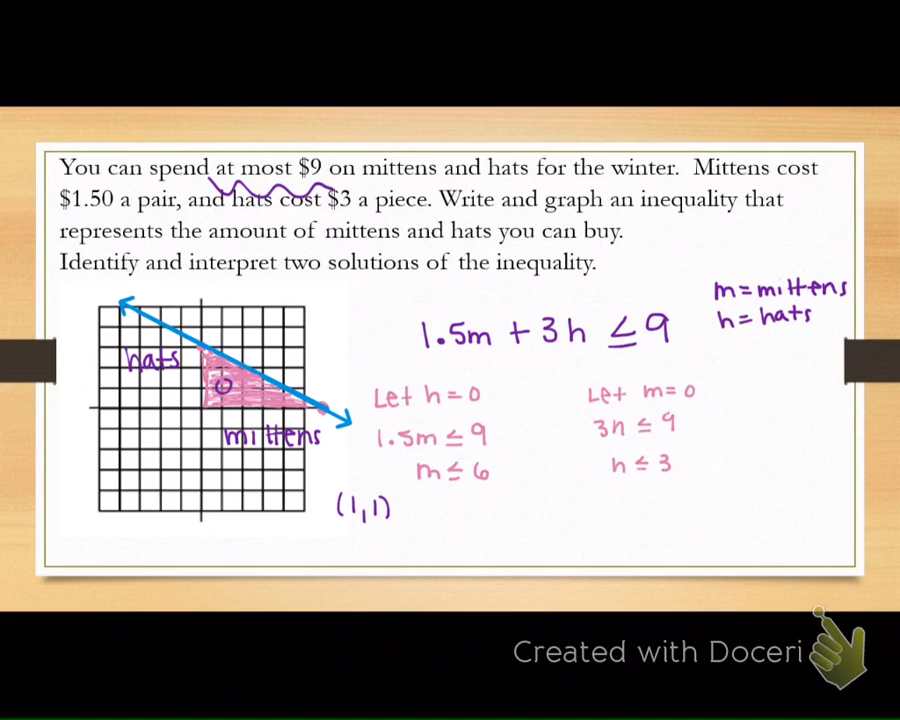 You can spend at most $9 on mittens and hats for the winter. Mittens cost
$1.50 a pair, and hats cost $3 a piece. Write and graph an inequality that
represents the amount of mittens and hats you can buy.
Identify and interpret two solutions of the inequality.
m=mittens
h=hats
1.5m + 3h ≤ 9
hats
mittens
Let h=0
1.5m ≤ 9
m ≤ 6
Let m=0
3h ≤ 9
h ≤ 3
(1,1)
Created with Doceri